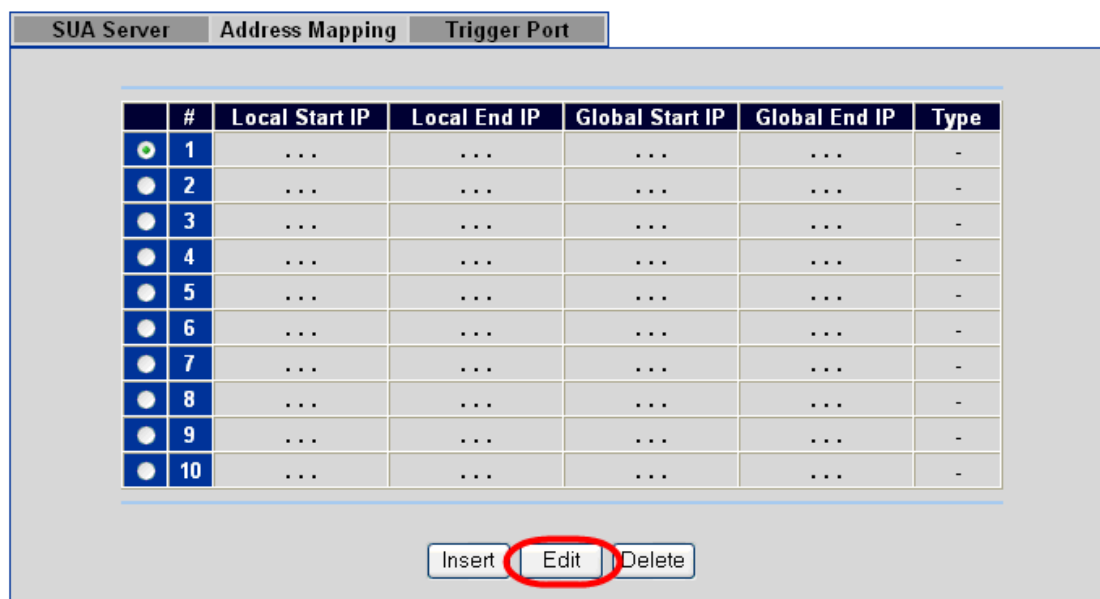 SUA Server Address Mapping Trigger Port
# Local Start IP Local End IP Global Start IP Global End IP Type
1 ... ... ... ... -
2 ... ... ... ... -
3 ... ... ... ... -
4 ... ... ... ... -
5 ... ... ... ... -
6 ... ... ... ... -
7 ... ... ... ... -
8 ... ... ... ... -
9 ... ... ... ... -
10 ... ... ... ... -
Insert Edit Delete